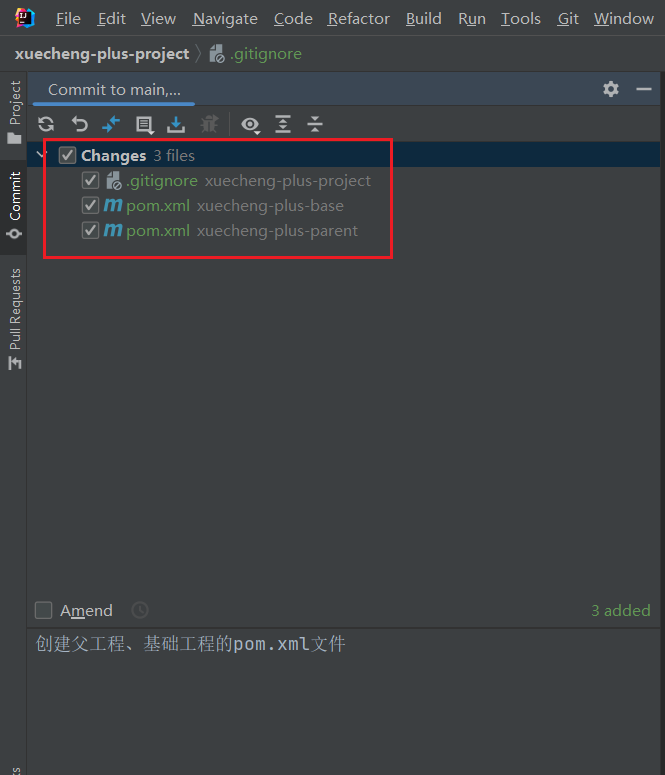 File Edit View Navigate Code Refactor Build Run Tools Git Window
xuecheng-plus-project .gitignore
Project
Commit
Pull Requests
Commit to main,...
Changes 3 files
.gitignore xuecheng-plus-project
pom.xml xuecheng-plus-base
pom.xml xuecheng-plus-parent
Amend 3 added
创建父工程、基础工程的pom.xml文件